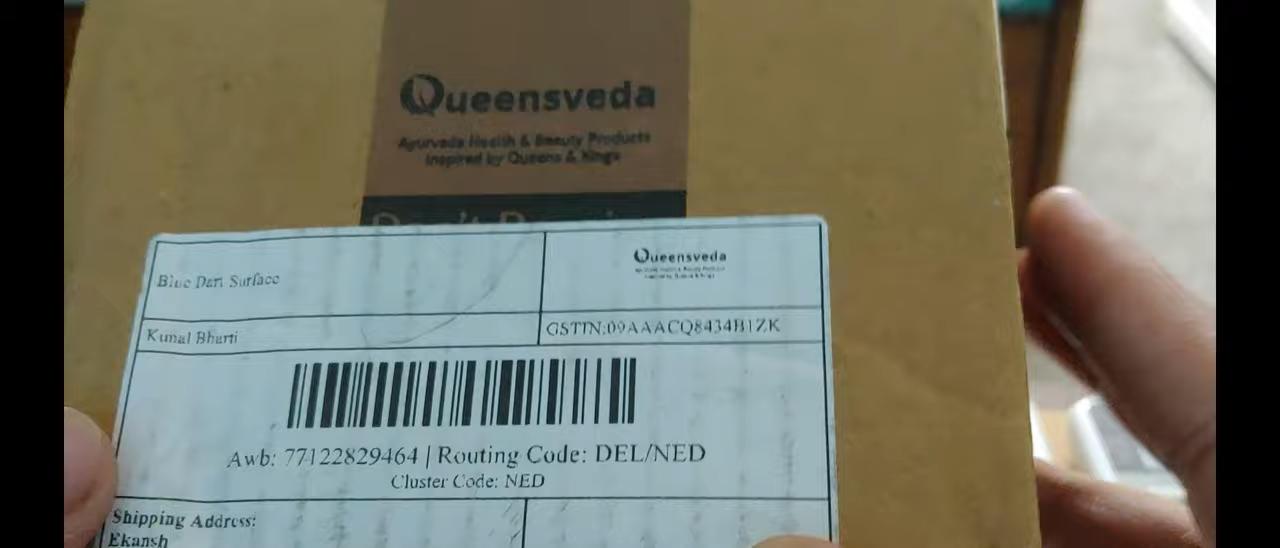 Queensveda
Ayurveda Health & Beauty Products
Inspired by Queens & Kings
Blue Dart Surface
Queensveda
Kunal Bharti
GSTIN:09AAACQ8434B1ZK
Awb: 77122829464 | Routing Code: DEL/NED
Cluster Code: NED
Shipping Address:
Ekansh